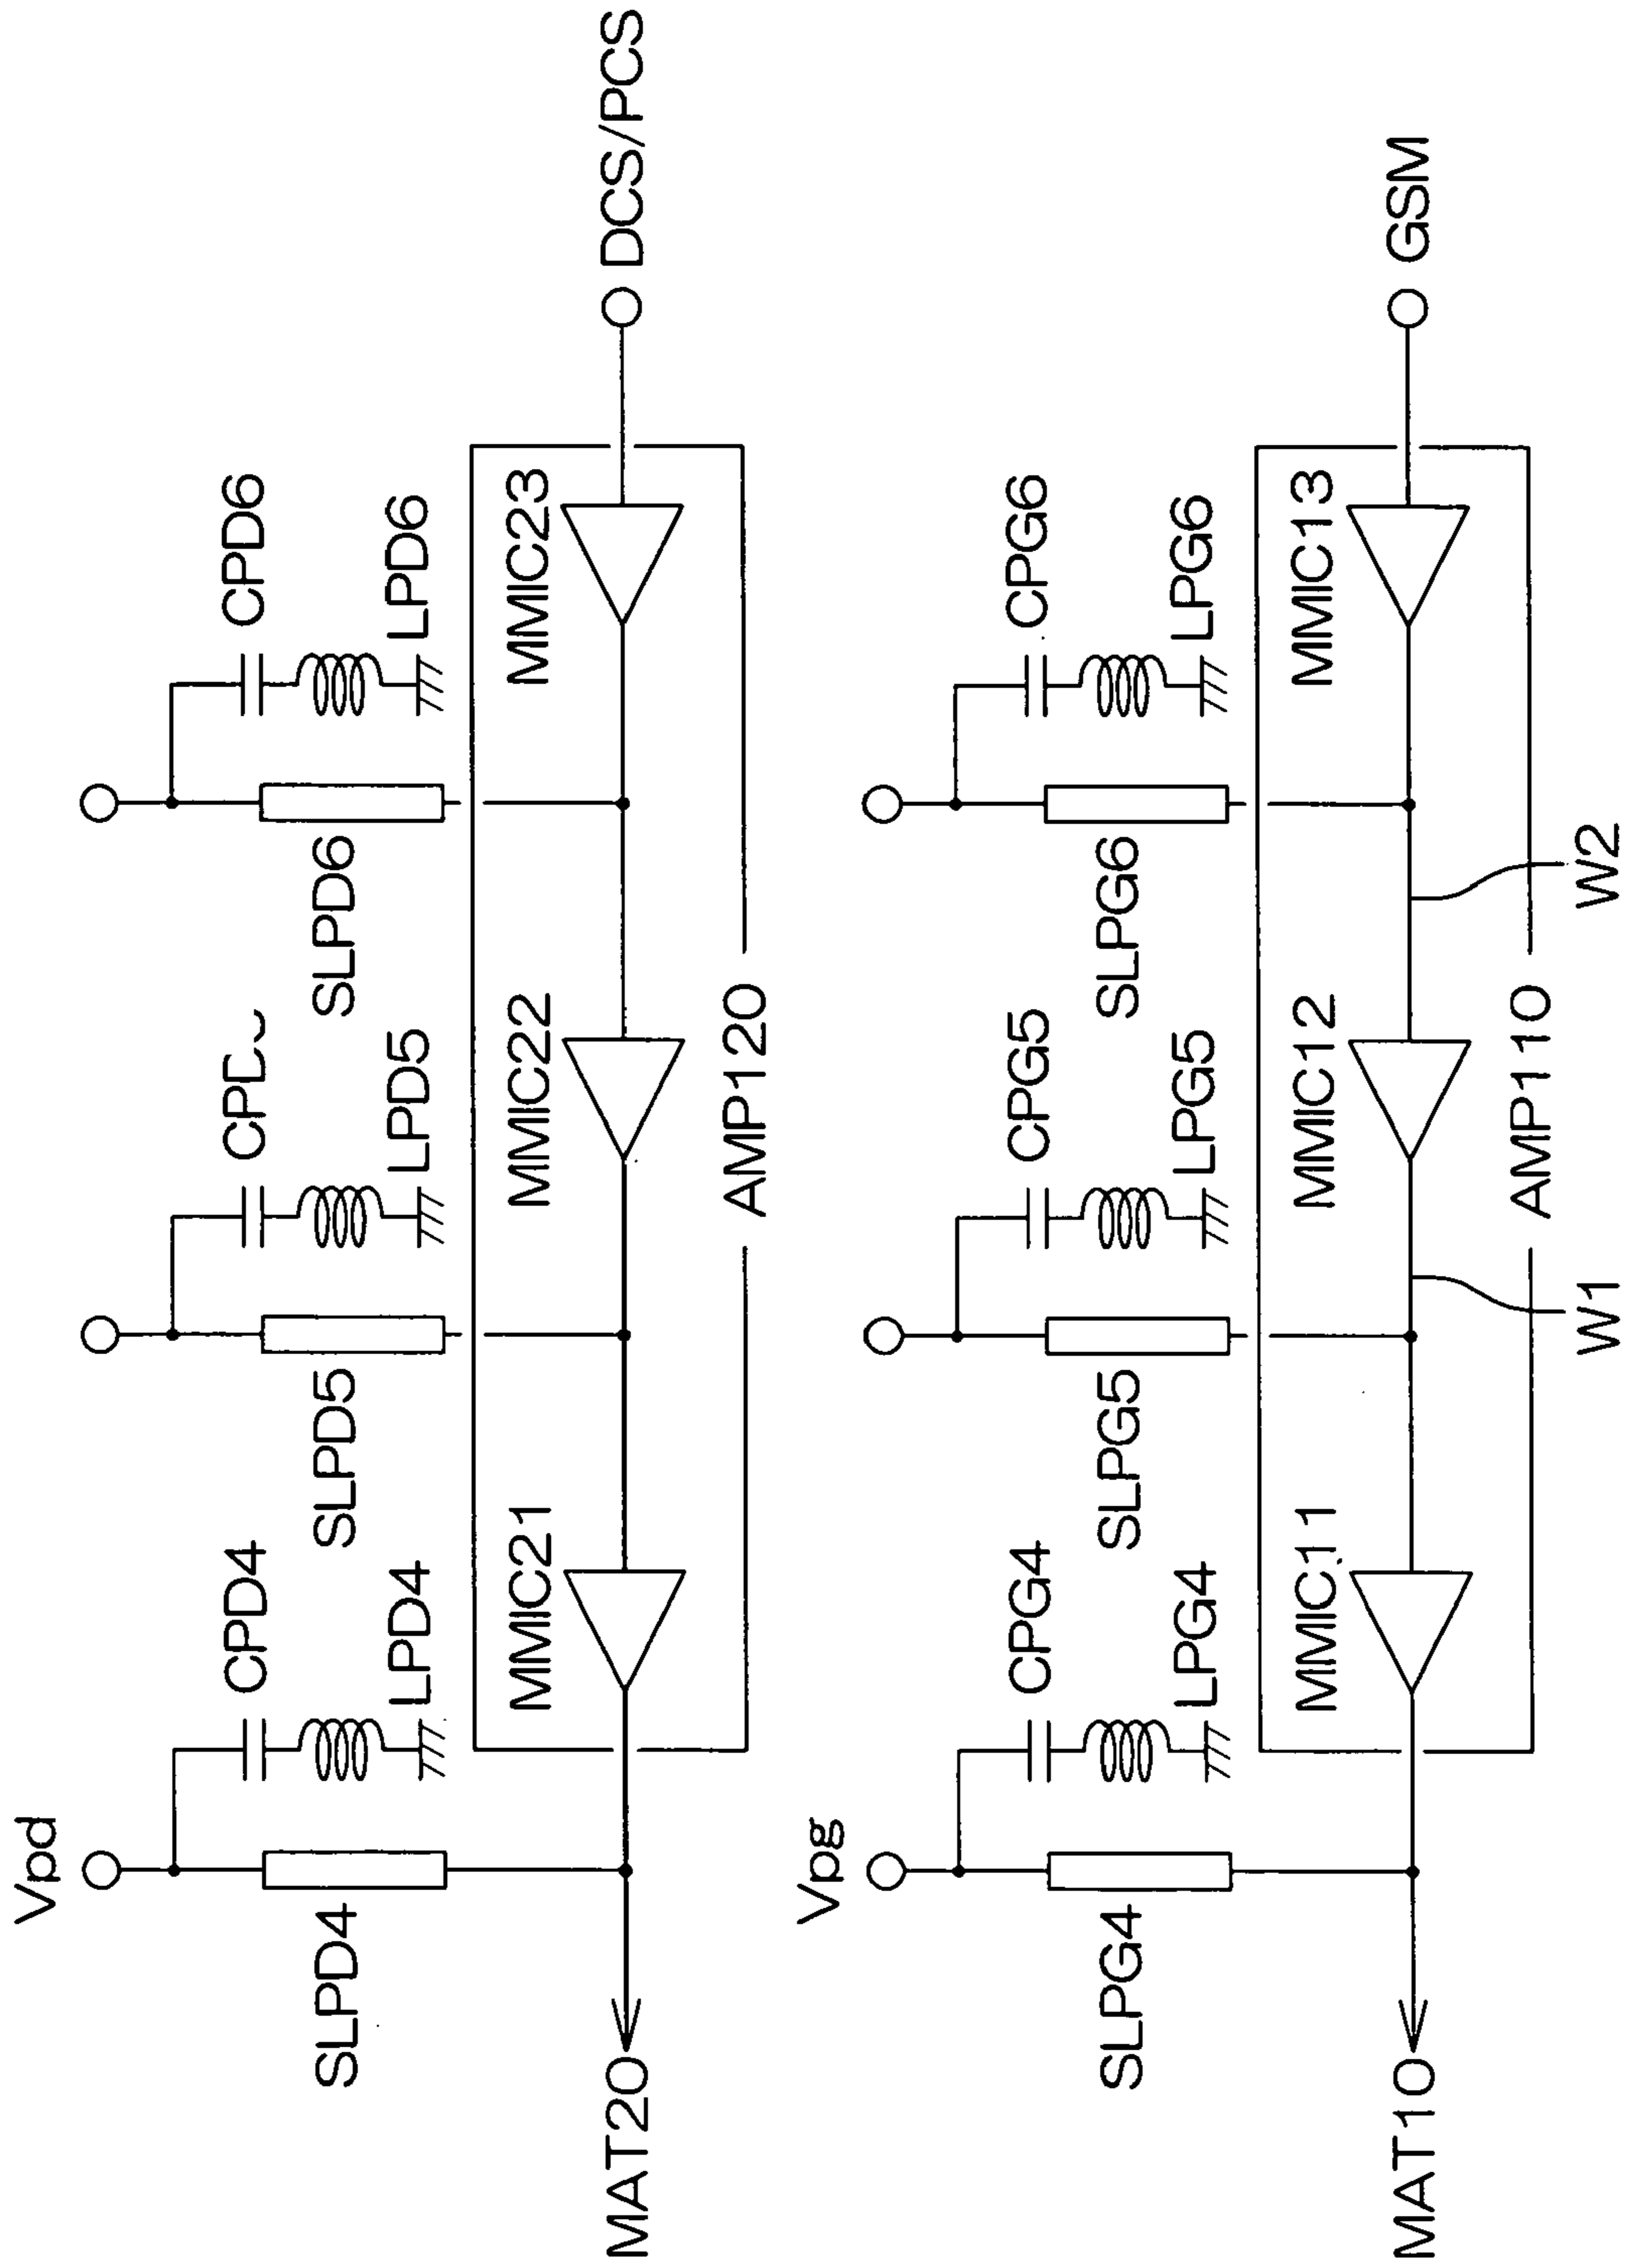 Vpd
CPD4
CPD6
SLPD4
LPD4
SLPD5
LPD5
SLPD6
LPD6
MMIC21
MMIC22
MMIC23
MAT20
DCS/PCS
AMP120
Vpg
CPG4
CPG5
CPG6
SLPG4
LPG4
SLPG5
LPG5
SLPG6
LPG6
MMIC11
MMIC12
MMIC13
MAT10
GSM
AMP110
W1
W2